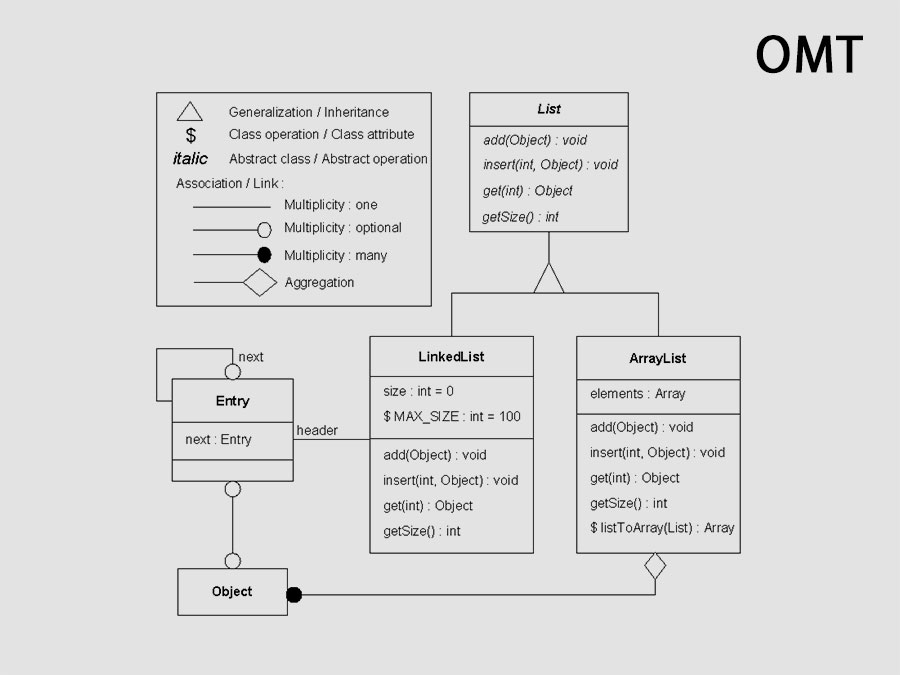 OMT
Generalization / Inheritance
$ Class operation / Class attribute
italic Abstract class / Abstract operation
Association / Link :
Multiplicity : one
Multiplicity : optional
Multiplicity : many
Aggregation
List
add(Object) : void
insert(int, Object) : void
get(int) : Object
getSize() : int
next
Entry
next : Entry
header
LinkedList
size : int = 0
$ MAX_SIZE : int = 100
add(Object) : void
insert(int, Object) : void
get(int) : Object
getSize() : int
ArrayList
elements : Array
add(Object) : void
insert(int, Object) : void
get(int) : Object
getSize() : int
$ listToArray(List) : Array
Object